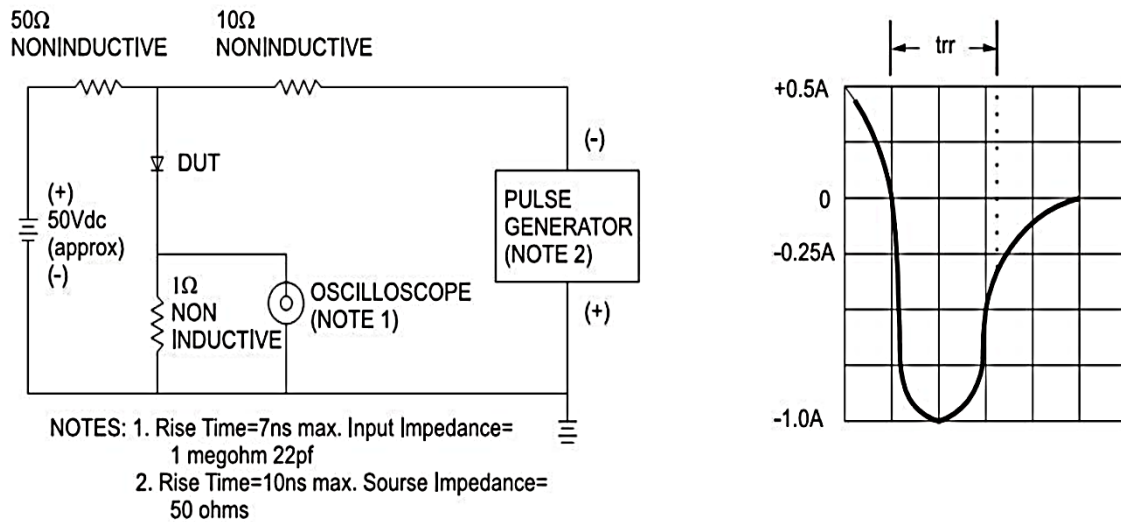 50Ω
NONINDUCTIVE
10Ω
NONINDUCTIVE
DUT
(+)
50Vdc
(approx)
(-)
1Ω
NON
INDUCTIVE
OSCILLOSCOPE
(NOTE 1)
(-)
PULSE
GENERATOR
(NOTE 2)
(+)
NOTES: 1. Rise Time=7ns max. Input Impedance=
1 megohm 22pf
2. Rise Time=10ns max. Sourse Impedance=
50 ohms
trr
+0.5A
0
-0.25A
-1.0A